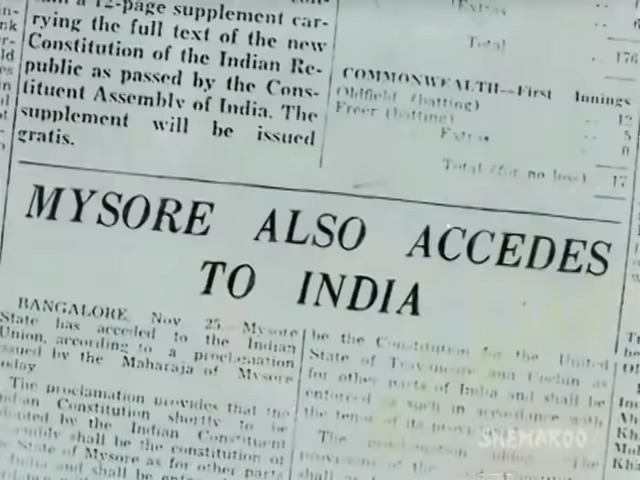 12-page supplement car-
rying the full text of the new
Constitution of the Indian Re-
public as passed by the Cons-
tituent Assembly of India. The
supplement will be issued
gratis.
Extras
Total
176
COMMONWEALTH—First Innings
Oldfield (batting) 12
Freer (batting) 5
Extras 0
Total (for no loss) 17
MYSORE ALSO ACCEDES
TO INDIA
BANGALORE, Nov. 25. Mysore
State has acceded to the Indian
Union, according to a proclamation
issued by the Maharaja of Mysore
today
The proclamation provides that the
Indian Constitution shortly to be
adopted by the Indian Constituent
Assembly shall be the constitution of
the State of Mysore as for other parts
of India and shall be
be the Constitution for the United
State of Travancore and Cochin as
for other parts of India and shall be
enforced as such in accordance with
the tenor of its
The proclamation
of the
SHEMAROO